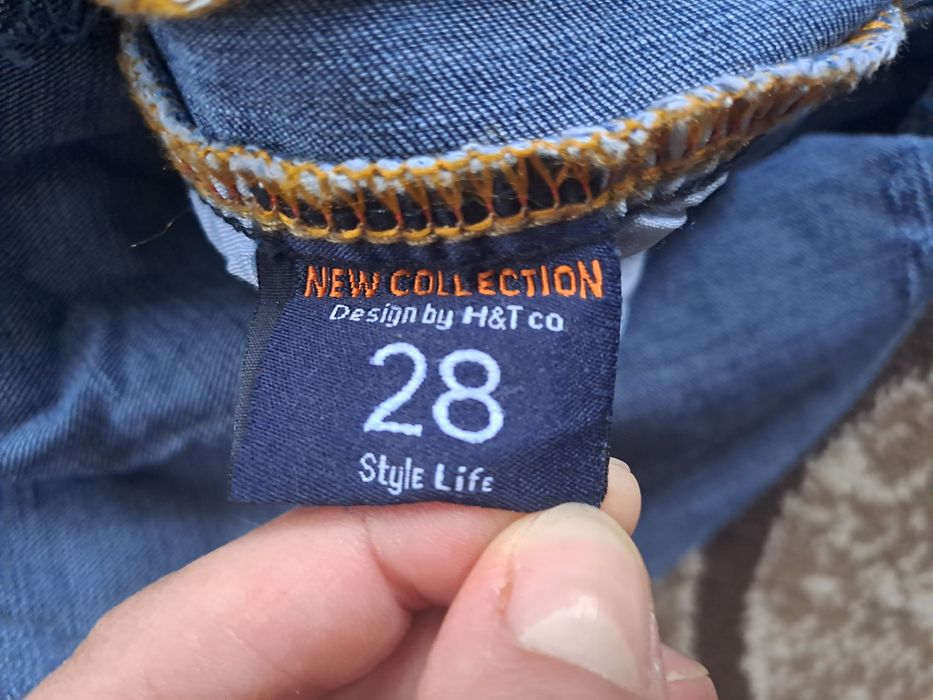 NEW COLLECTION
Design by H&T co
28
Style Life